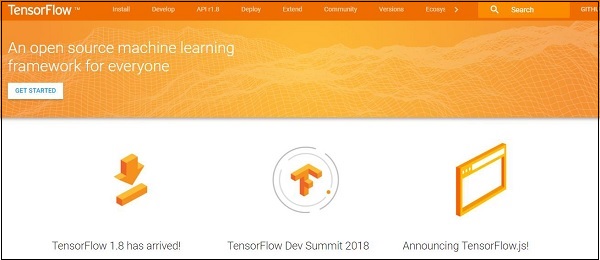 TensorFlow™ Install Develop API r1.8 Deploy Extend Community Versions Ecosys Search GITHU
An open source machine learning
framework for everyone
GET STARTED
TensorFlow 1.8 has arrived! TensorFlow Dev Summit 2018 Announcing TensorFlow.js!